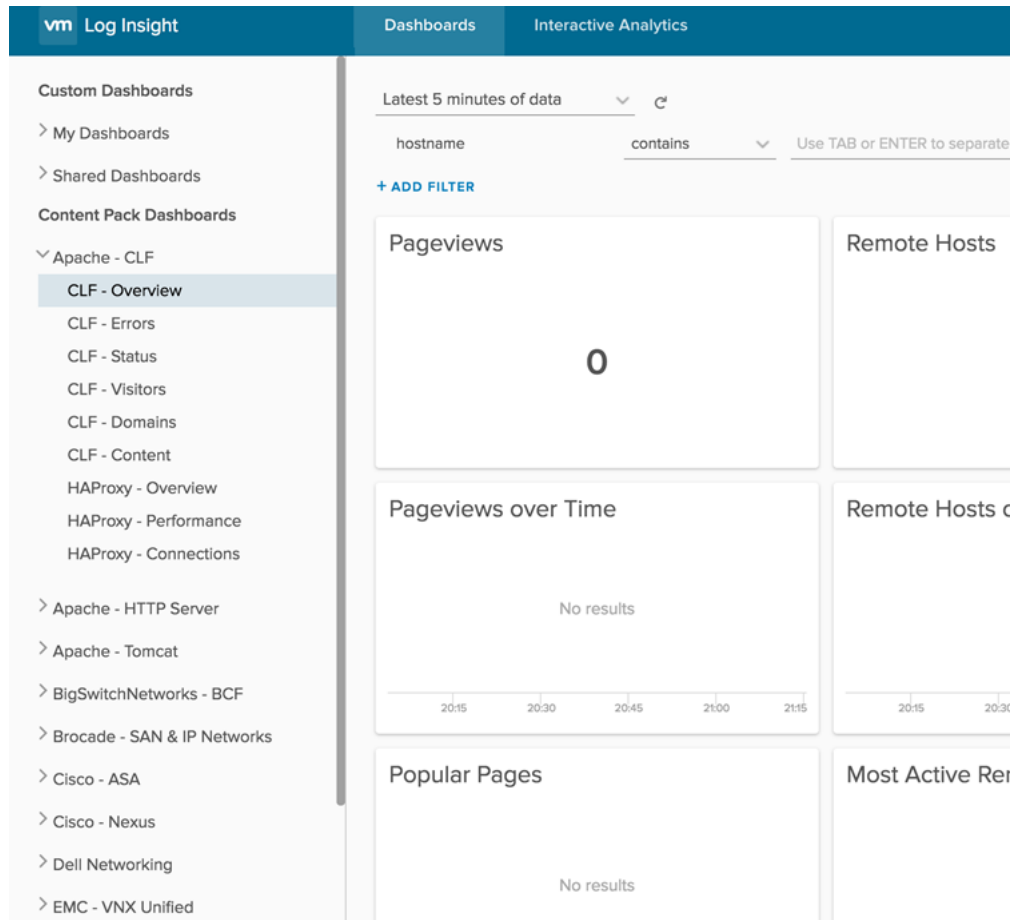 vm Log Insight
Dashboards
Interactive Analytics
Custom Dashboards
My Dashboards
Shared Dashboards
Content Pack Dashboards
Apache - CLF
CLF - Overview
CLF - Errors
CLF - Status
CLF - Visitors
CLF - Domains
CLF - Content
HAProxy - Overview
HAProxy - Performance
HAProxy - Connections
Apache - HTTP Server
Apache - Tomcat
BigSwitchNetworks - BCF
Brocade - SAN & IP Networks
Cisco - ASA
Cisco - Nexus
Dell Networking
EMC - VNX Unified
Latest 5 minutes of data
hostname contains Use TAB or ENTER to separate
+ ADD FILTER
Pageviews
0
Remote Hosts
Pageviews over Time
No results
20:15 20:30 20:45 21:00 21:15
Remote Hosts
20:15 20:30
Popular Pages
No results
Most Active